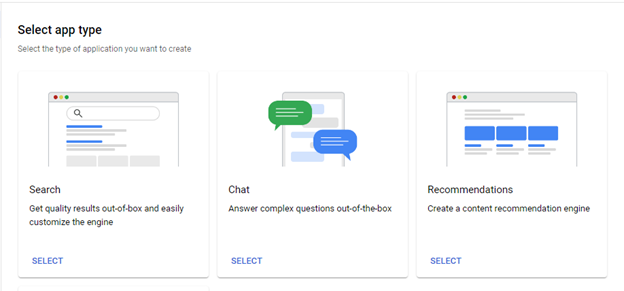 Select app type
Select the type of application you want to create
Search
Get quality results out-of-box and easily
customize the engine
SELECT
Chat
Answer complex questions out-of-the-box
SELECT
Recommendations
Create a content recommendation engine
SELECT